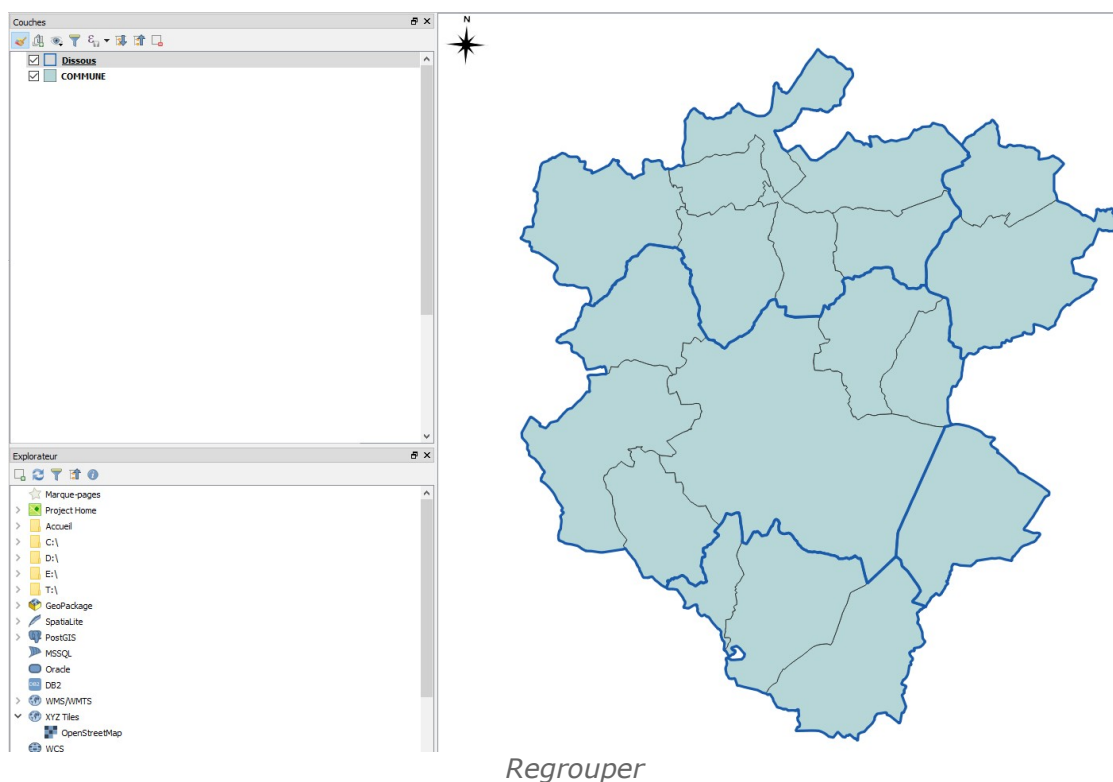 Couches
N
Dissous
COMMUNE
Explorateur
Marque-pages
Project Home
Accueil
C:\
D:\
E:\
T:\
GeoPackage
SpatiaLite
PostGIS
MSSQL
Oracle
DB2
WMS/WMTS
XYZ Tiles
OpenStreetMap
WCS
Regrouper